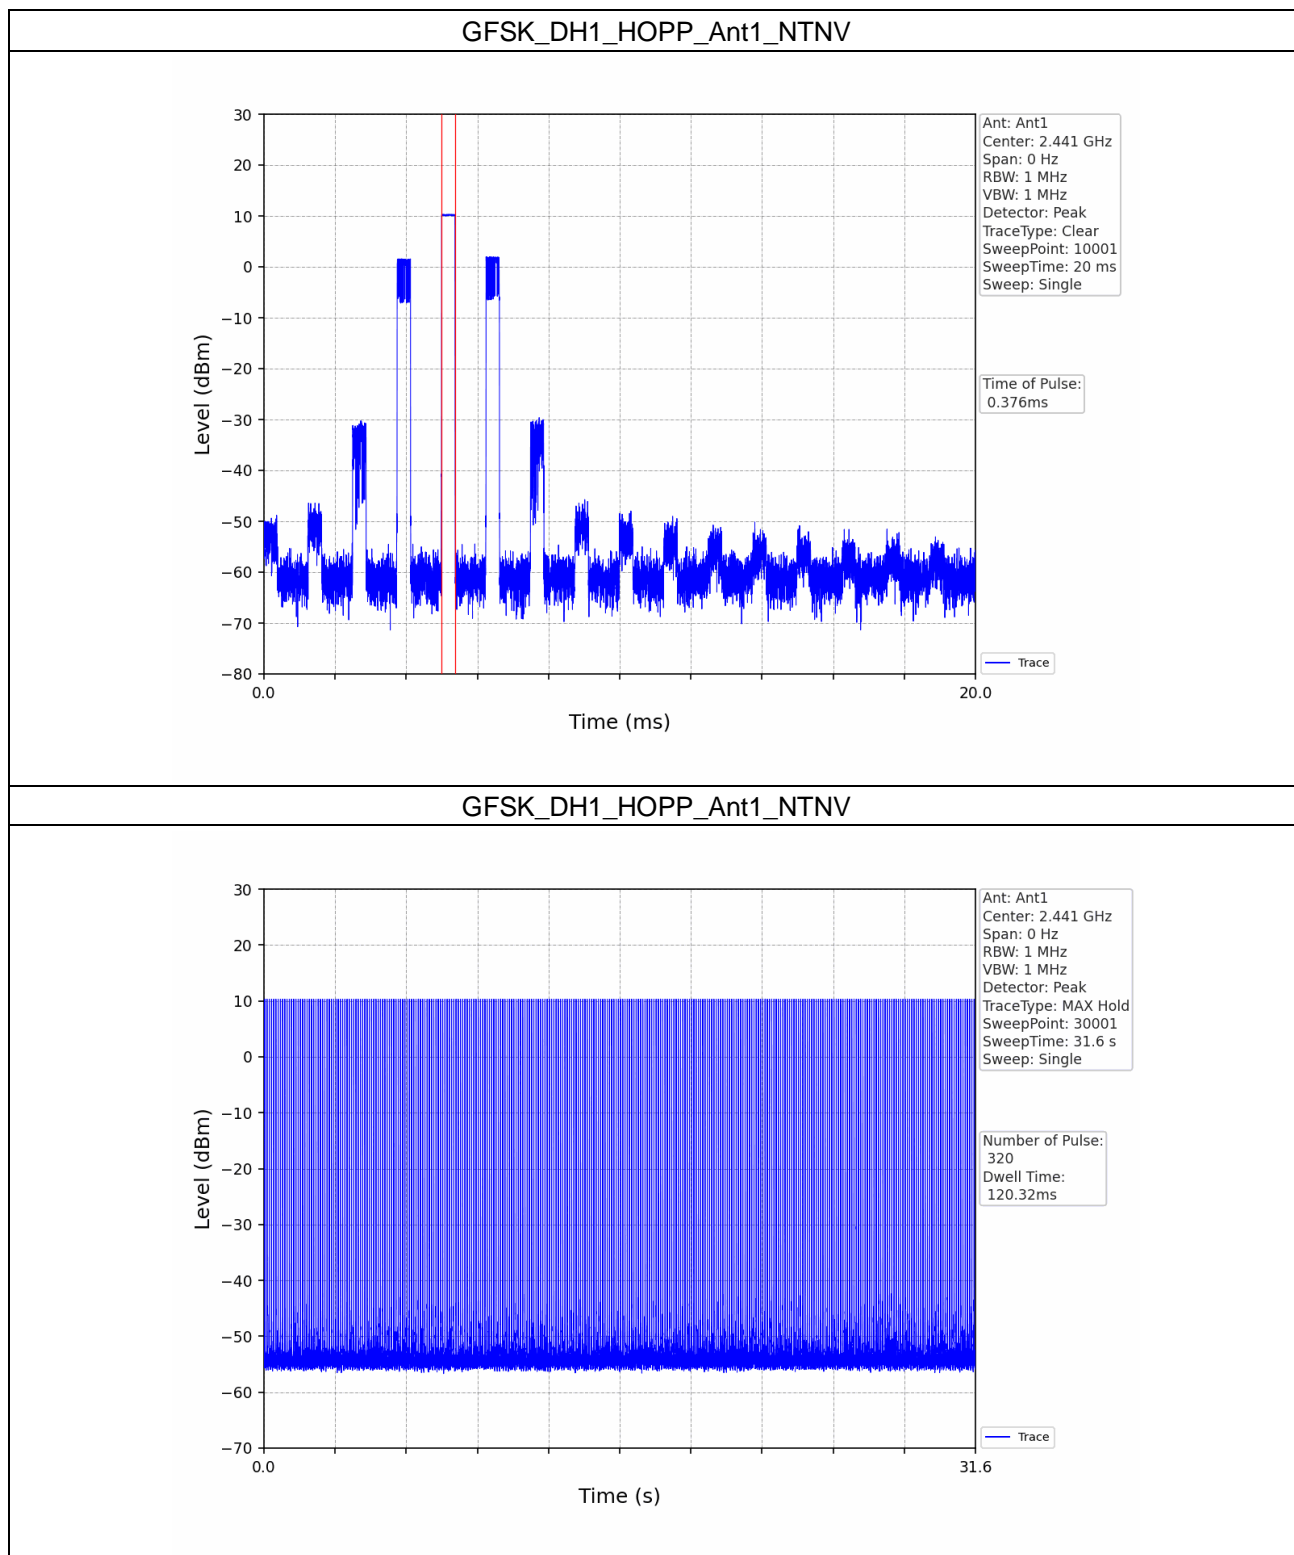 GFSK_DH1_HOPP_Ant1_NTNV
30
20
10
0
−10
−20
−30
−40
−50
−60
−70
−80
Level (dBm)
0.0
20.0
Time (ms)
Ant: Ant1
Center: 2.441 GHz
Span: 0 Hz
RBW: 1 MHz
VBW: 1 MHz
Detector: Peak
TraceType: Clear
SweepPoint: 10001
SweepTime: 20 ms
Sweep: Single
Time of Pulse:
0.376ms
Trace
GFSK_DH1_HOPP_Ant1_NTNV
30
20
10
0
−10
−20
−30
−40
−50
−60
−70
Level (dBm)
0.0
31.6
Time (s)
Ant: Ant1
Center: 2.441 GHz
Span: 0 Hz
RBW: 1 MHz
VBW: 1 MHz
Detector: Peak
TraceType: MAX Hold
SweepPoint: 30001
SweepTime: 31.6 s
Sweep: Single
Number of Pulse:
320
Dwell Time:
120.32ms
Trace